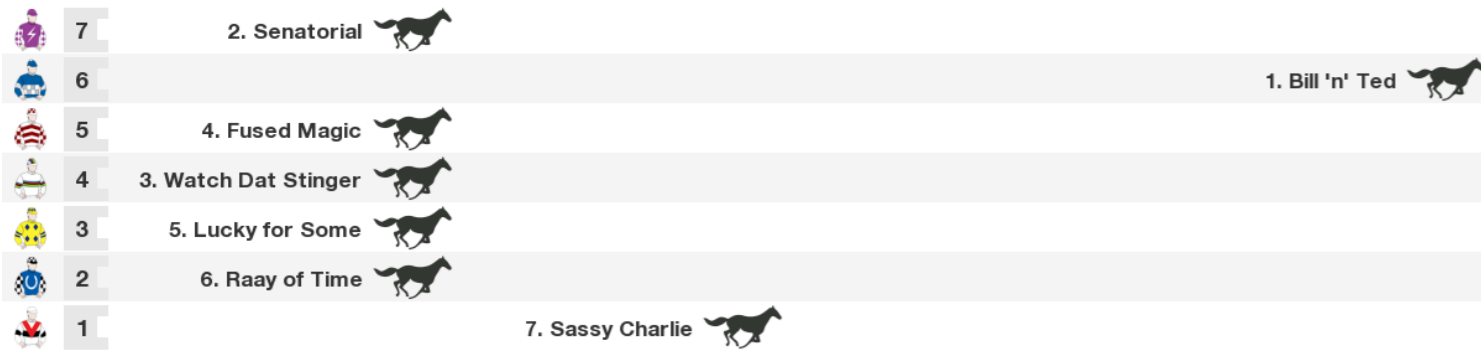 7 2. Senatorial
6 1. Bill 'n' Ted
5 4. Fused Magic
4 3. Watch Dat Stinger
3 5. Lucky for Some
2 6. Raay of Time
1 7. Sassy Charlie